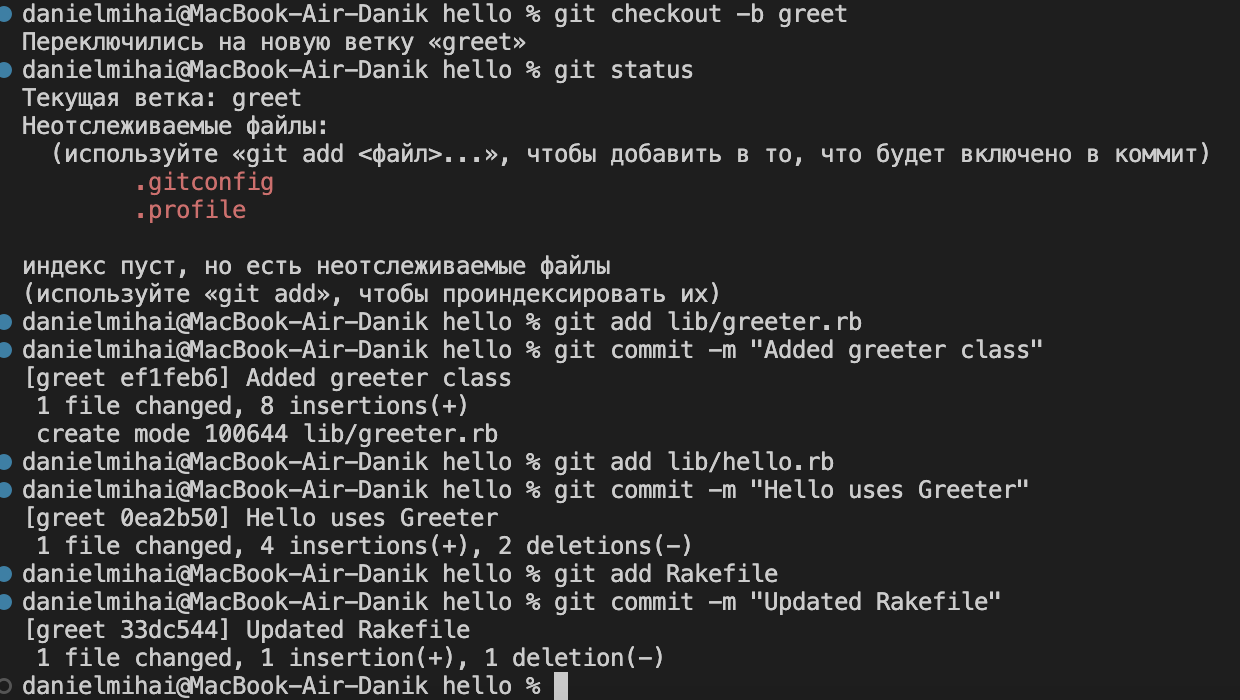 danielmihai@MacBook-Air-Danik hello % git checkout -b greet
Переключились на новую ветку «greet»
danielmihai@MacBook-Air-Danik hello % git status
Текущая ветка: greet
Неотслеживаемые файлы:
  (используйте «git add <файл>...», чтобы добавить в то, что будет включено в коммит)
        .gitconfig
        .profile

индекс пуст, но есть неотслеживаемые файлы
(используйте «git add», чтобы проиндексировать их)
danielmihai@MacBook-Air-Danik hello % git add lib/greeter.rb
danielmihai@MacBook-Air-Danik hello % git commit -m "Added greeter class"
[greet ef1feb6] Added greeter class
 1 file changed, 8 insertions(+)
 create mode 100644 lib/greeter.rb
danielmihai@MacBook-Air-Danik hello % git add lib/hello.rb
danielmihai@MacBook-Air-Danik hello % git commit -m "Hello uses Greeter"
[greet 0ea2b50] Hello uses Greeter
 1 file changed, 4 insertions(+), 2 deletions(-)
danielmihai@MacBook-Air-Danik hello % git add Rakefile
danielmihai@MacBook-Air-Danik hello % git commit -m "Updated Rakefile"
[greet 33dc544] Updated Rakefile
 1 file changed, 1 insertion(+), 1 deletion(-)
danielmihai@MacBook-Air-Danik hello %